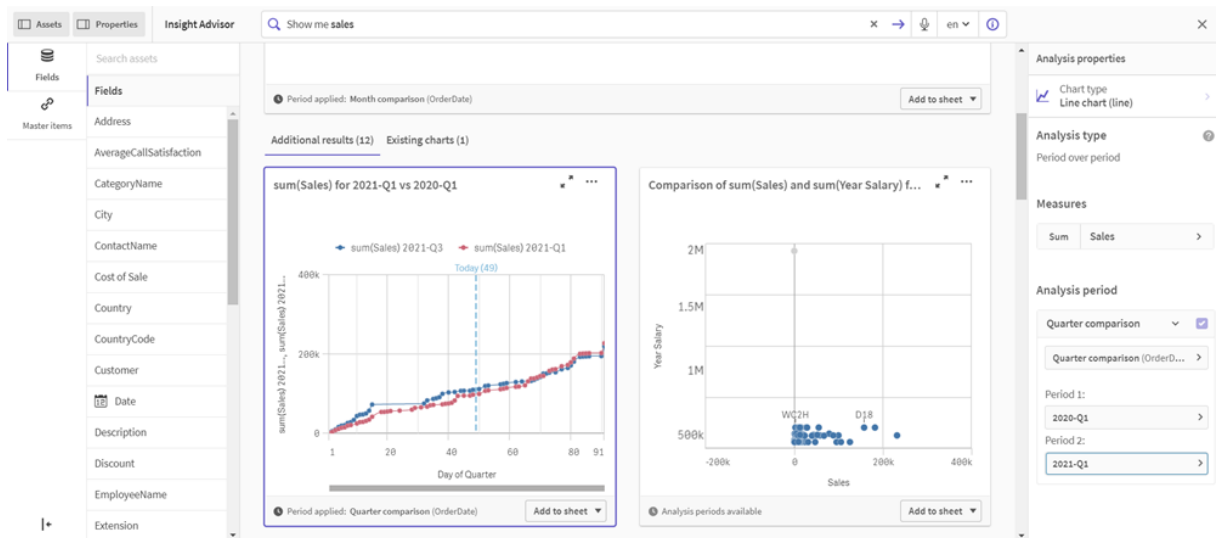 Assets
Properties
Insight Advisor
Show me sales
en
Fields
Master items
Search assets
Fields
Address
AverageCallSatisfaction
CategoryName
City
ContactName
Cost of Sale
Country
CountryCode
Customer
Date
Description
Discount
EmployeeName
Extension
Period applied: Month comparison (OrderDate)
Add to sheet
Additional results (12)
Existing charts (1)
sum(Sales) for 2021-Q1 vs 2020-Q1
sum(Sales) 2021-Q3
sum(Sales) 2021-Q1
Today (49)
sum(Sales) 2021..., sum(Sales) 2021...
400k
200k
0
1 20 40 60 80 91
Day of Quarter
Period applied: Quarter comparison (OrderDate)
Add to sheet
Comparison of sum(Sales) and sum(Year Salary) f...
Year Salary
2M
1.5M
1M
500k
WC2H
D18
-200k 0 200k 400k
Sales
Analysis periods available
Add to sheet
Analysis properties
Chart type
Line chart (line)
Analysis type
Period over period
Measures
Sum
Sales
Analysis period
Quarter comparison
Quarter comparison (OrderD...
Period 1:
2020-Q1
Period 2:
2021-Q1